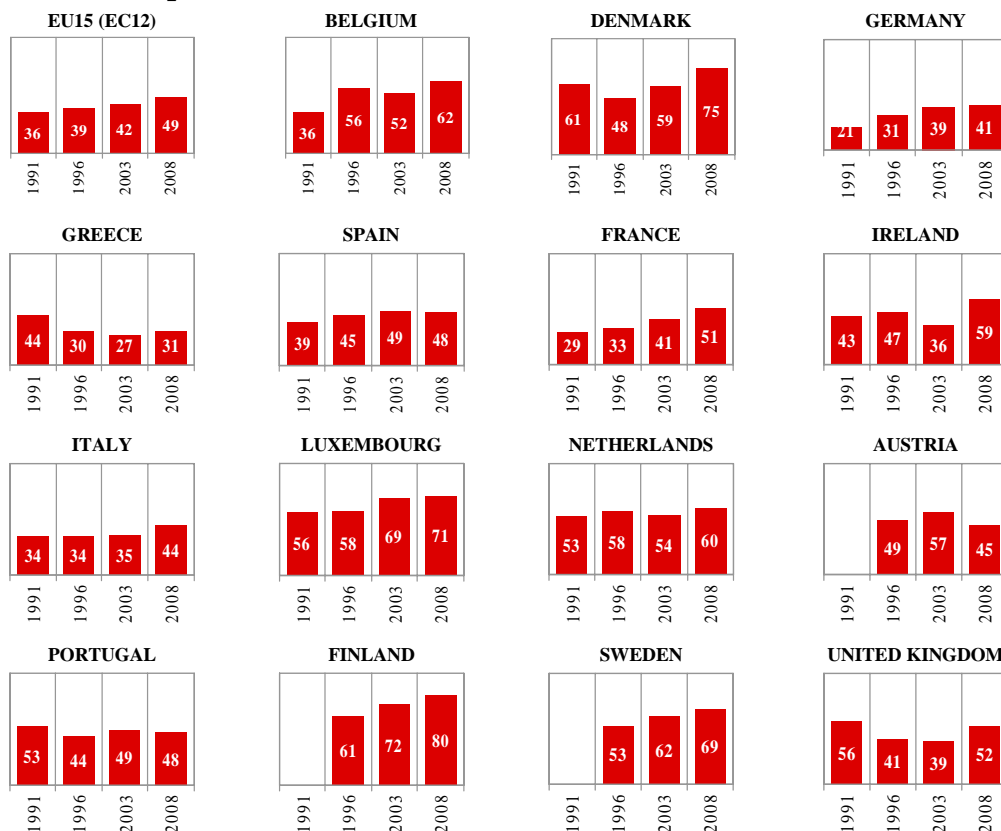 EU15 (EC12) BELGIUM DENMARK GERMANY
36 39 42 49 36 56 52 62 61 48 59 75 21 31 39 41
1991 1996 2003 2008 1991 1996 2003 2008 1991 1996 2003 2008 1991 1996 2003 2008
GREECE SPAIN FRANCE IRELAND
44 30 27 31 39 45 49 48 29 33 41 51 43 47 36 59
1991 1996 2003 2008 1991 1996 2003 2008 1991 1996 2003 2008 1991 1996 2003 2008
ITALY LUXEMBOURG NETHERLANDS AUSTRIA
34 34 35 44 56 58 69 71 53 58 54 60 49 57 45
1991 1996 2003 2008 1991 1996 2003 2008 1991 1996 2003 2008 1991 1996 2003 2008
PORTUGAL FINLAND SWEDEN UNITED KINGDOM
53 44 49 48 61 72 80 53 62 69 56 41 39 52
1991 1996 2003 2008 1991 1996 2003 2008 1991 1996 2003 2008 1991 1996 2003 2008